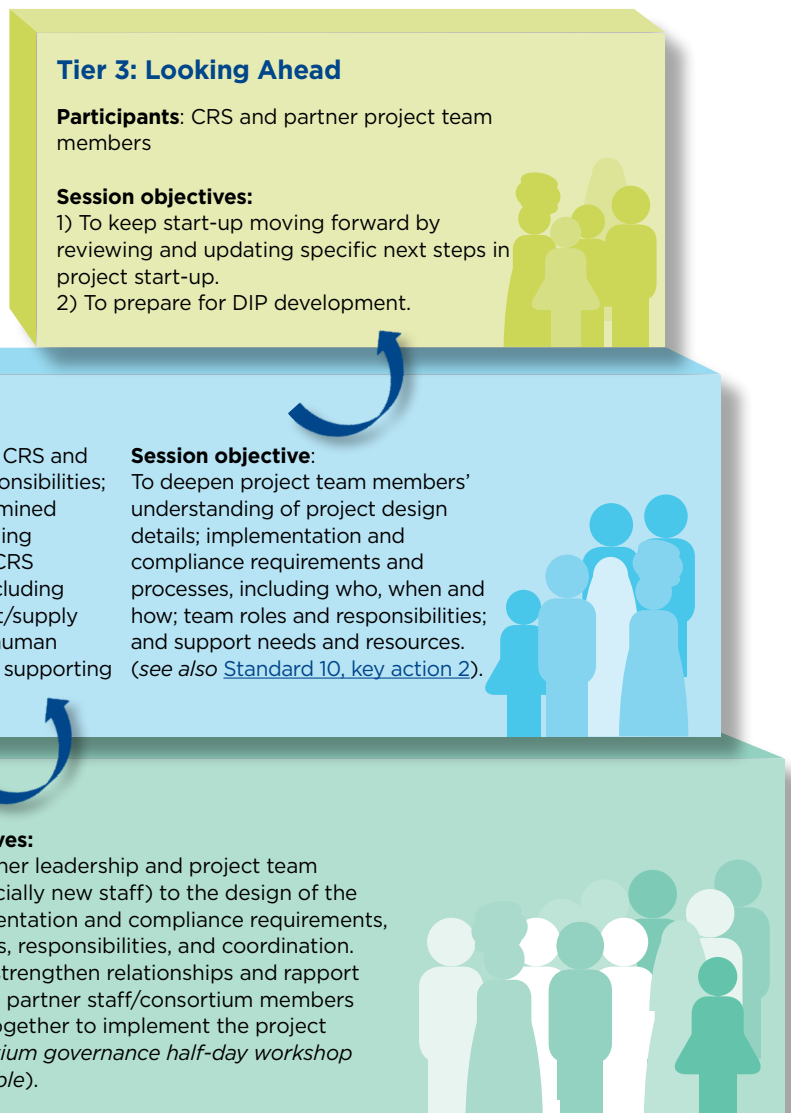 Tier 3: Looking Ahead
Participants: CRS and partner project team
members
Session objectives:
1) To keep start-up moving forward by
reviewing and updating specific next steps in
project start-up.
2) To prepare for DIP development.
CRS and
onsibilities;
mined
ing
CRS
cluding
t/supply
human
supporting
Session objective:
To deepen project team members'
understanding of project design
details; implementation and
compliance requirements and
processes, including who, when and
how; team roles and responsibilities;
and support needs and resources.
(see also Standard 10, key action 2).
ves:
ner leadership and project team
cially new staff) to the design of the
entation and compliance requirements,
s, responsibilities, and coordination.
strengthen relationships and rapport
partner staff/consortium members
ogether to implement the project
ium governance half-day workshop
ple).